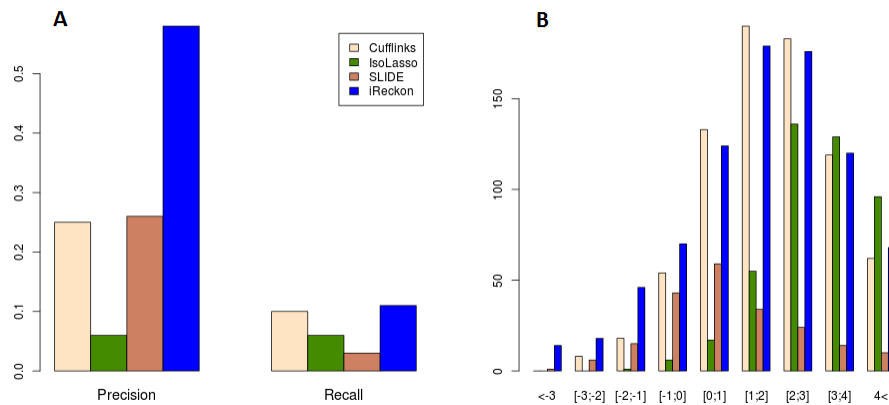 A
B
Cufflinks
IsoLasso
SLIDE
iReckon
0.5
0.4
0.3
0.2
0.1
0.0
Precision Recall
150
100
50
0
<-3 [-3;-2] [-2;-1] [-1;0] [0;1] [1;2] [2;3] [3;4] 4<